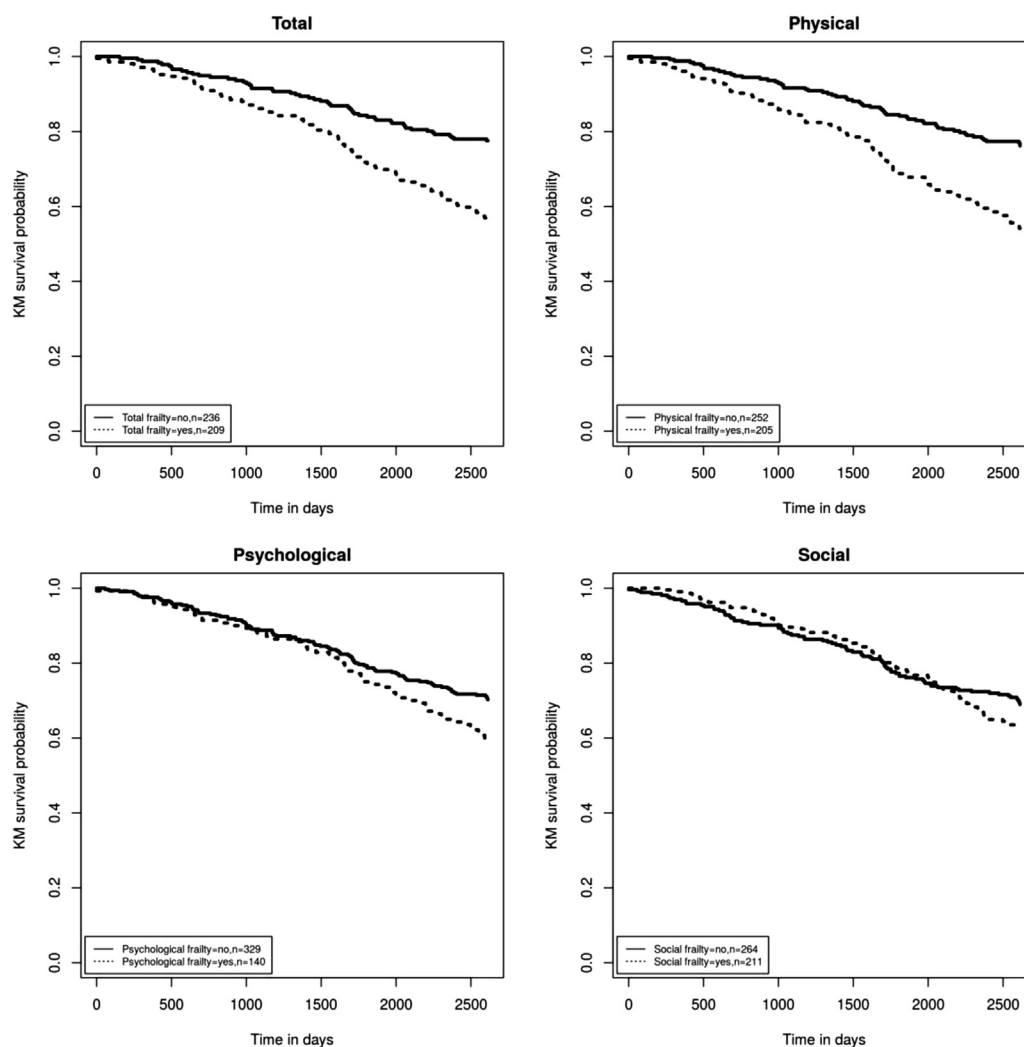 Total
KM survival probability
1.0
0.8
0.6
0.4
0.2
0.0
Total frailty=no,n=236
Total frailty=yes,n=209
0 500 1000 1500 2000 2500
Time in days
Physical
KM survival probability
1.0
0.8
0.6
0.4
0.2
0.0
Physical frailty=no,n=252
Physical frailty=yes,n=205
0 500 1000 1500 2000 2500
Time in days
Psychological
KM survival probability
1.0
0.8
0.6
0.4
0.2
0.0
Psychological frailty=no,n=329
Psychological frailty=yes,n=140
0 500 1000 1500 2000 2500
Time in days
Social
KM survival probability
1.0
0.8
0.6
0.4
0.2
0.0
Social frailty=no,n=264
Social frailty=yes,n=211
0 500 1000 1500 2000 2500
Time in days